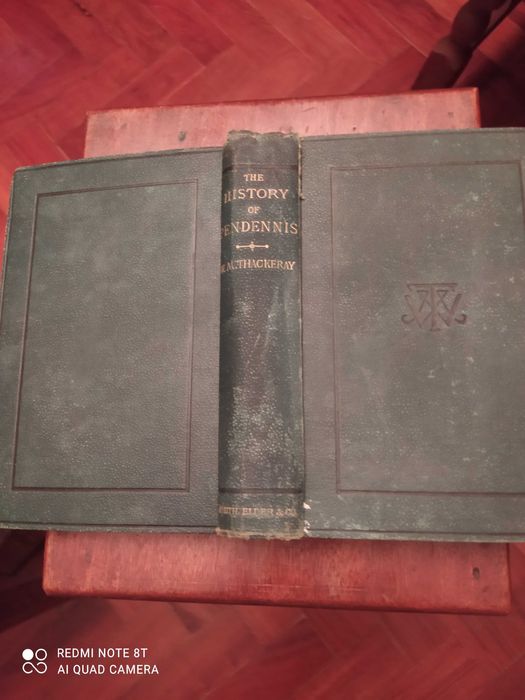 THE
HISTORY
OF
PENDENNIS
W.M.THACKERAY
SMITH, ELDER & CO.
REDMI NOTE 8T
AI QUAD CAMERA